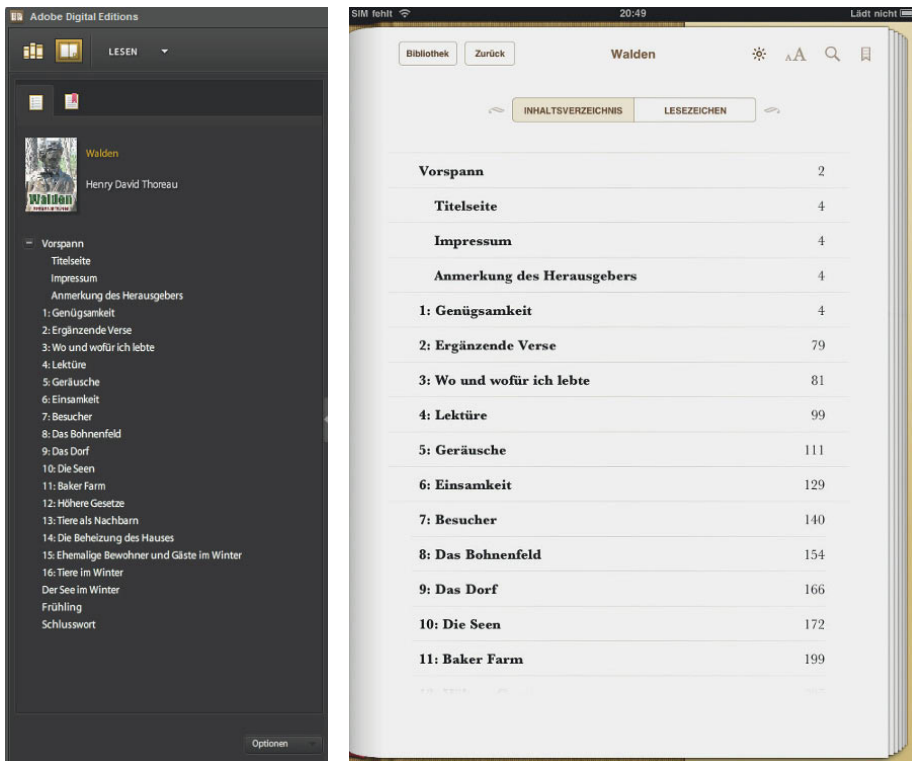 Adobe Digital Editions
LESEN
Walden
Henry David Thoreau
Walden
Vorspann
Titelseite
Impressum
Anmerkung des Herausgebers
1: Genügsamkeit
2: Ergänzende Verse
3: Wo und wofür ich lebte
4: Lektüre
5: Geräusche
6: Einsamkeit
7: Besucher
8: Das Bohnenfeld
9: Das Dorf
10: Die Seen
11: Baker Farm
12: Höhere Gesetze
13: Tiere als Nachbarn
14: Die Beheizung des Hauses
15: Ehemalige Bewohner und Gäste im Winter
16: Tiere im Winter
Der See im Winter
Frühling
Schlusswort
Optionen
SIM fehlt 20:49 Lädt nicht
Bibliothek Zurück Walden AA
INHALTSVERZEICHNIS LESEZEICHEN
Vorspann 2
Titelseite 4
Impressum 4
Anmerkung des Herausgebers 4
1: Genügsamkeit 4
2: Ergänzende Verse 79
3: Wo und wofür ich lebte 81
4: Lektüre 99
5: Geräusche 111
6: Einsamkeit 129
7: Besucher 140
8: Das Bohnenfeld 154
9: Das Dorf 166
10: Die Seen 172
11: Baker Farm 199